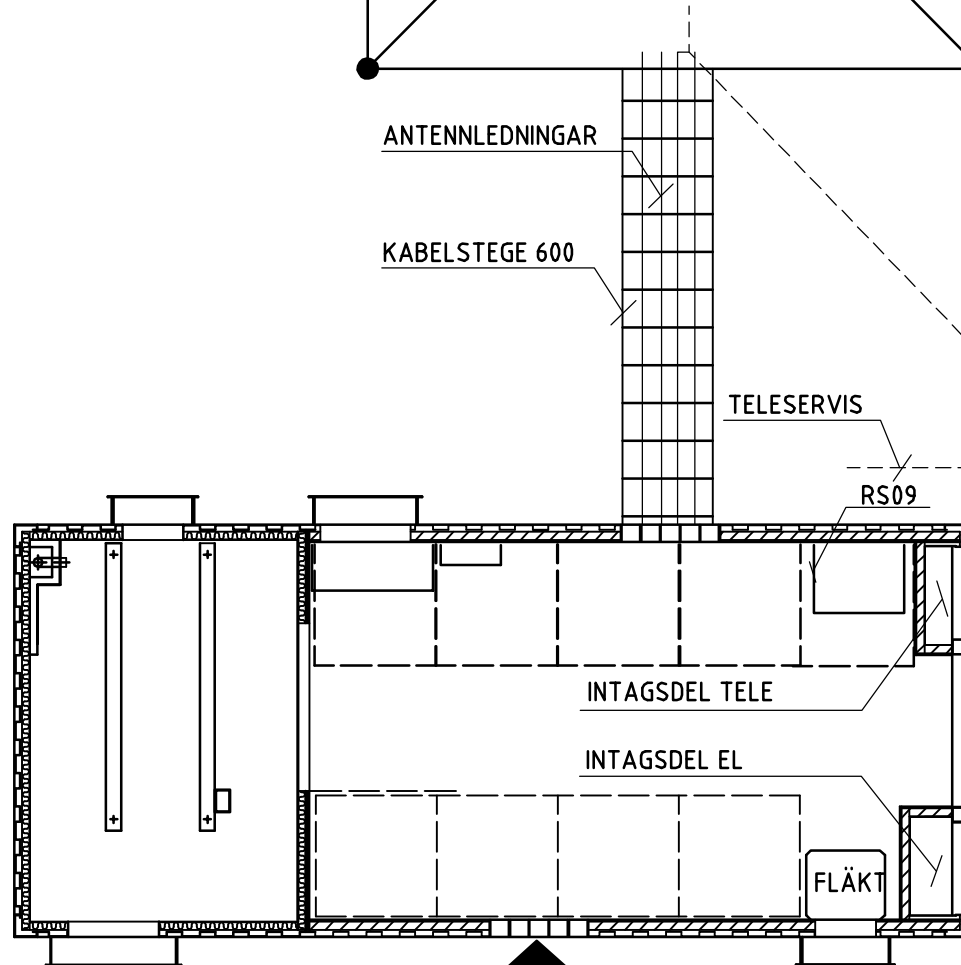 ANTENNLEDNINGAR
KABELSTEGE 600
TELESERVIS
RS09
INTAGSDEL TELE
INTAGSDEL EL
FLÄKT